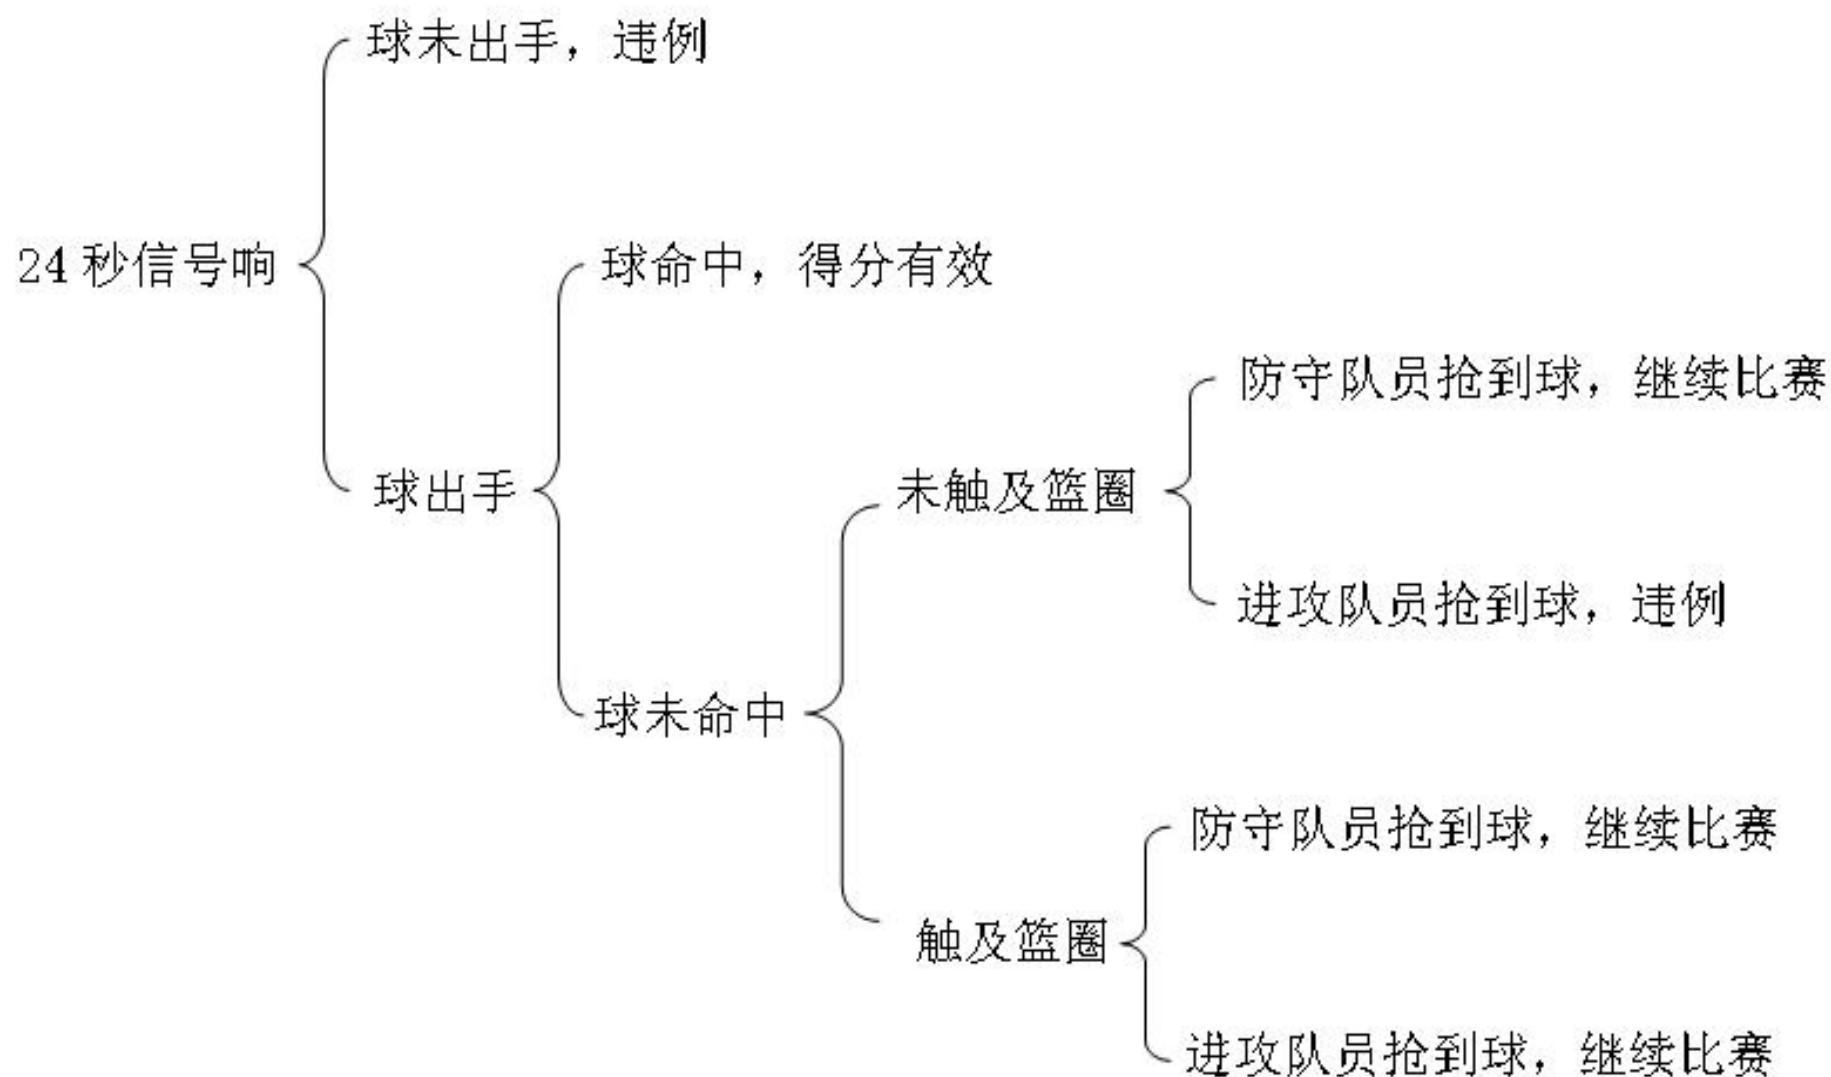 球未出手，违例
24秒信号响
球命中，得分有效
防守队员抢到球，继续比赛
球出手
未触及篮圈
进攻队员抢到球，违例
球未命中
防守队员抢到球，继续比赛
触及篮圈
进攻队员抢到球，继续比赛